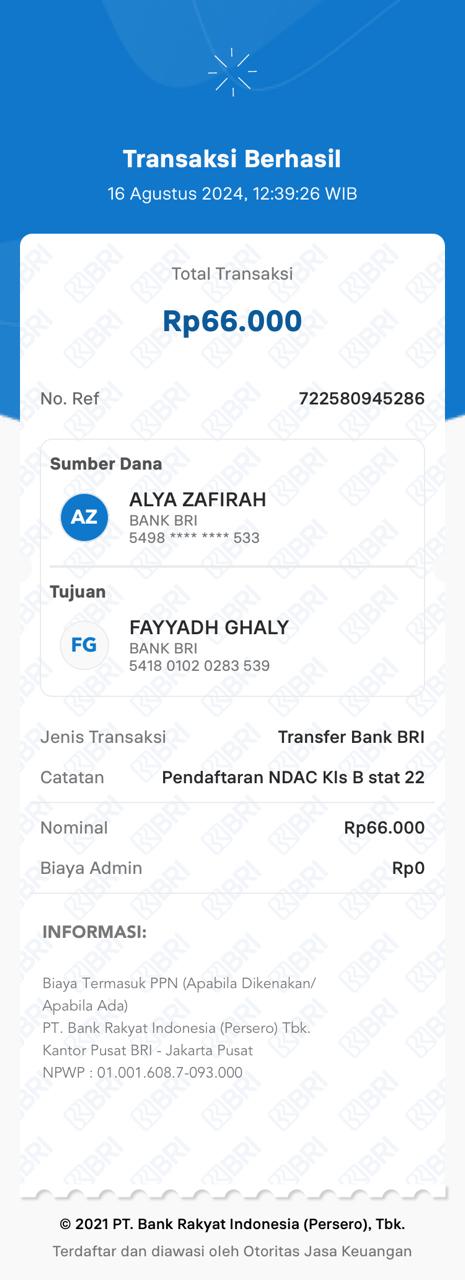 Transaksi Berhasil
16 Agustus 2024, 12:39:26 WIB
Total Transaksi
Rp66.000
No. Ref 722580945286
Sumber Dana
AZ
ALYA ZAFIRAH
BANK BRI
5498 **** **** 533
Tujuan
FG
FAYYADH GHALY
BANK BRI
5418 0102 0283 539
Jenis Transaksi Transfer Bank BRI
Catatan Pendaftaran NDAC Kls B stat 22
Nominal Rp66.000
Biaya Admin Rp0
INFORMASI:
Biaya Termasuk PPN (Apabila Dikenakan/
Apabila Ada)
PT. Bank Rakyat Indonesia (Persero) Tbk.
Kantor Pusat BRI - Jakarta Pusat
NPWP : 01.001.608.7-093.000
© 2021 PT. Bank Rakyat Indonesia (Persero), Tbk.
Terdaftar dan diawasi oleh Otoritas Jasa Keuangan